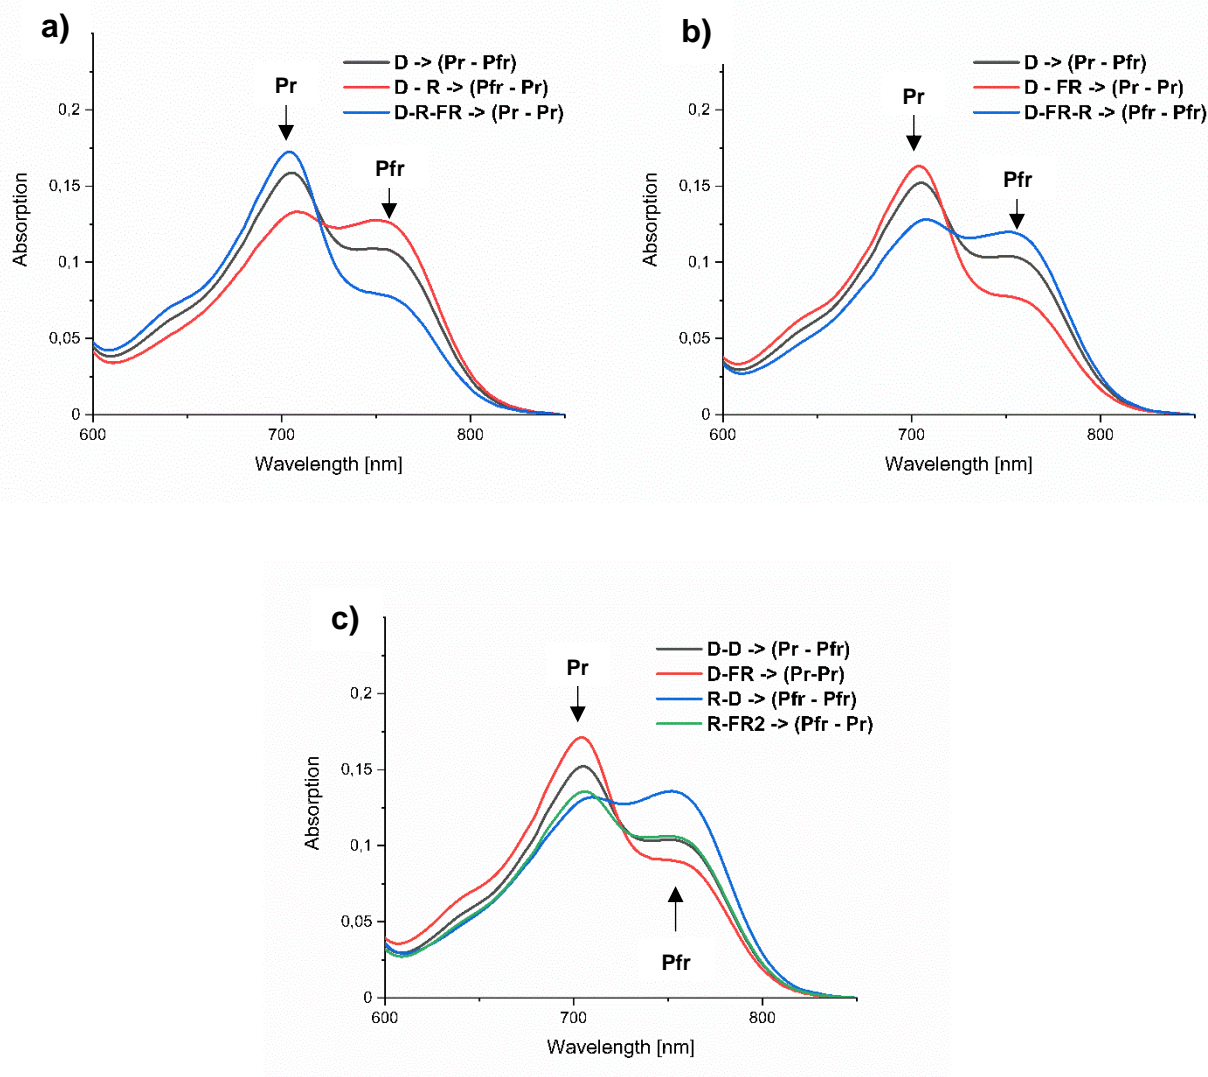 a)
D -> (Pr - Pfr)
D - R -> (Pfr - Pr)
D-R-FR -> (Pr - Pr)
Pr
Pfr
0,2
0,15
0,1
0,05
0
Absorption
600
700
800
Wavelength [nm]
b)
D -> (Pr - Pfr)
D - FR -> (Pr - Pr)
D-FR-R -> (Pfr - Pfr)
Pr
Pfr
0,2
0,15
0,1
0,05
0
Absorption
600
700
800
Wavelength [nm]
c)
D-D -> (Pr - Pfr)
D-FR -> (Pr-Pr)
R-D -> (Pfr - Pfr)
R-FR2 -> (Pfr - Pr)
Pr
Pfr
0,2
0,15
0,1
0,05
0
Absorption
600
700
800
Wavelength [nm]